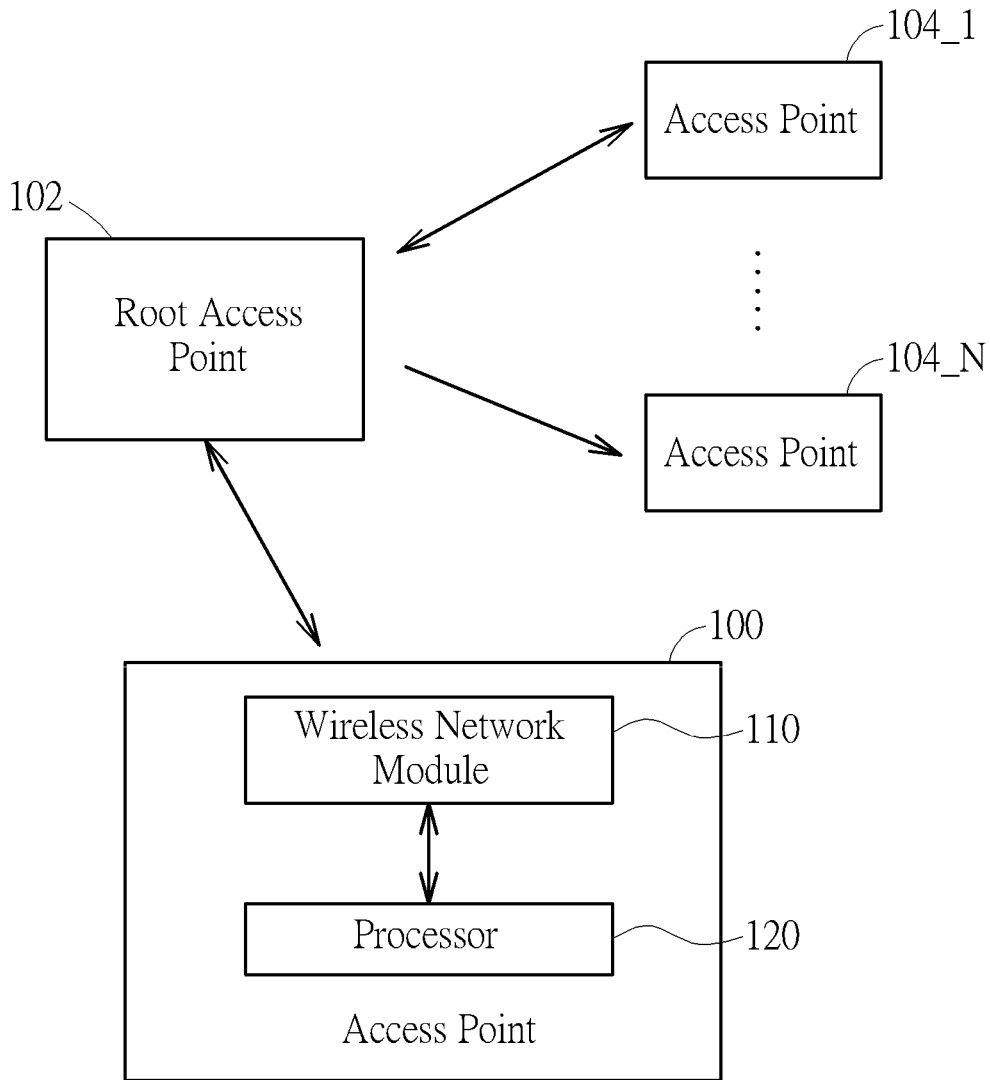 104_1
Access Point
102
Root Access
Point
104_N
Access Point
100
Wireless Network
Module
110
Processor
120
Access Point